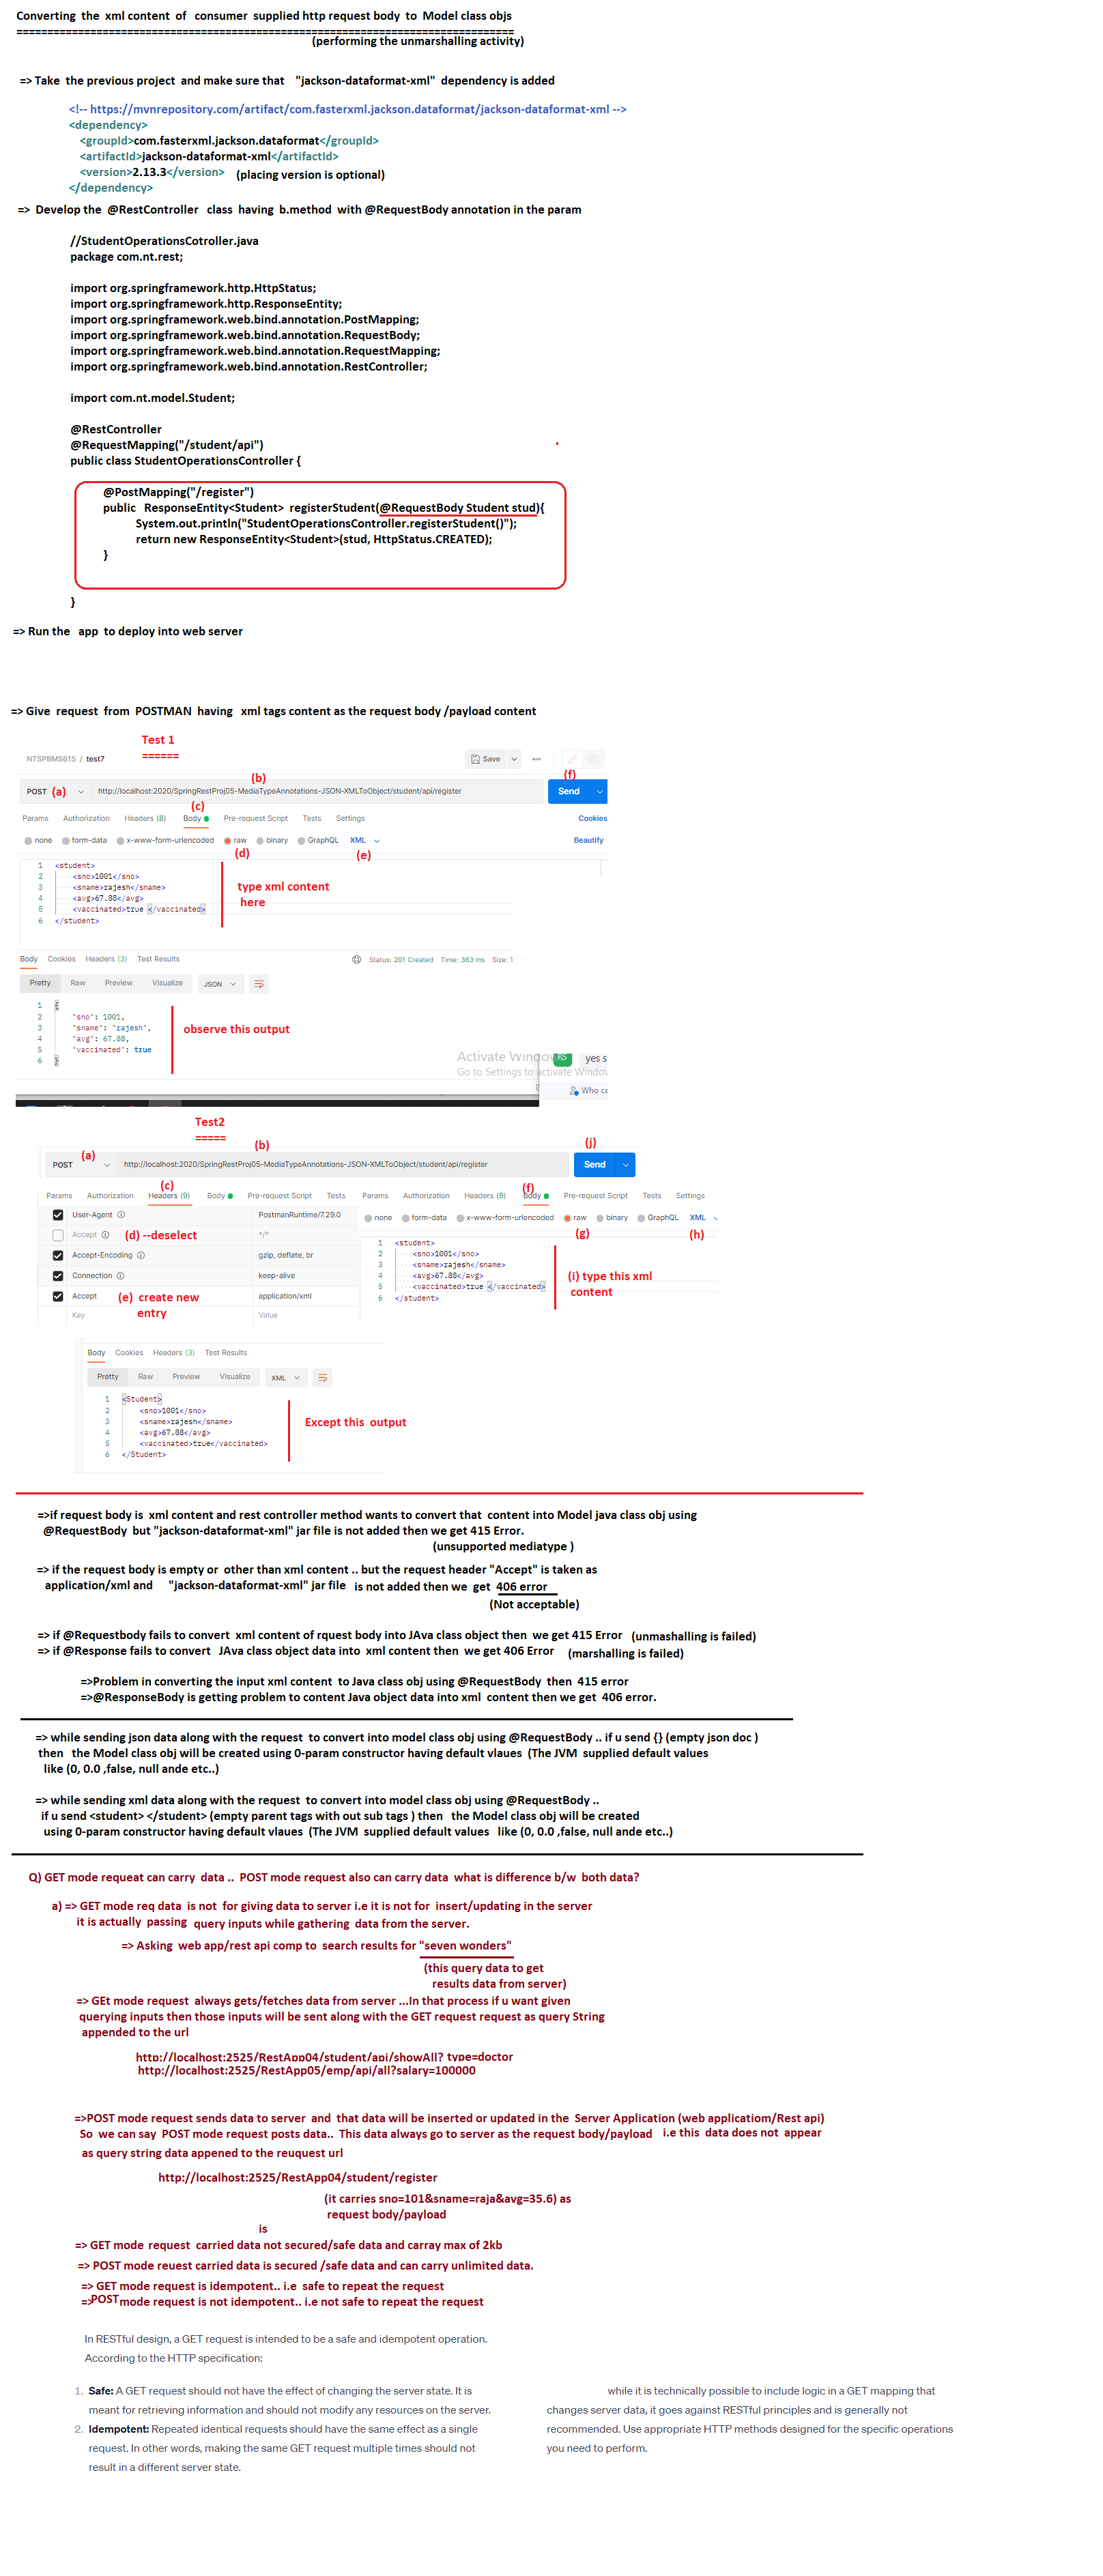 Converting the xml content of consumer supplied http request body to Model class objs
=================================================================================
(performing the unmarshalling activity)
=> Take the previous project and make sure that "jackson-dataformat-xml" dependency is added
<!-- https://mvnrepository.com/artifact/com.fasterxml.jackson.dataformat/jackson-dataformat-xml -->
<dependency>
<groupId>com.fasterxml.jackson.dataformat</groupId>
<artifactId>jackson-dataformat-xml</artifactId>
<version>2.13.3</version> (placing version is optional)
</dependency>
=> Develop the @RestController class having b.method with @RequestBody annotation in the param
//StudentOperationsCotroller.java
package com.nt.rest;
import org.springframework.http.HttpStatus;
import org.springframework.http.ResponseEntity;
import org.springframework.web.bind.annotation.PostMapping;
import org.springframework.web.bind.annotation.RequestBody;
import org.springframework.web.bind.annotation.RequestMapping;
import org.springframework.web.bind.annotation.RestController;
import com.nt.model.Student;
@RestController
@RequestMapping("/student/api")
public class StudentOperationsController {
@PostMapping("/register")
public ResponseEntity<Student> registerStudent(@RequestBody Student stud){
System.out.println("StudentOperationsController.registerStudent()");
return new ResponseEntity<Student>(stud, HttpStatus.CREATED);
}
}
=> Run the app to deploy into web server
=> Give request from POSTMAN having xml tags content as the request body /payload content
Test 1
======
NTSPBMS615 / test7 Save
(b) (f)
POST (a) http://localhost:2020/SpringRestProj05-MediaTypeAnnotations-JSON-XMLToObject/student/api/register Send
(c)
Params Authorization Headers (8) Body Pre-request Script Tests Settings Cookies
none form-data x-www-form-urlencoded raw binary GraphQL XML Beautify
(d) (e)
1 <student>
2 <sno>1001</sno>
3 <sname>rajesh</sname>
4 <avg>67.88</avg>
5 <vaccinated>true </vaccinated>
6 </student>
type xml content
here
Body Cookies Headers (3) Test Results Status: 201 Created Time: 363 ms Size: 1
Pretty Raw Preview Visualize JSON
1 {
2 "sno": 1001,
3 "sname": "rajesh",
4 "avg": 67.88,
5 "vaccinated": true
6 }
observe this output
Activate Windo
RS yes s
Go to Settings to activate Window
Who ca
Test2
=====
(a) (b) (j)
POST http://localhost:2020/SpringRestProj05-MediaTypeAnnotations-JSON-XMLToObject/student/api/register Send
(c) (f)
Params Authorization Headers (9) Body Pre-request Script Tests
Params Authorization Headers (9) Body Pre-request Script Tests Settings
User-Agent PostmanRuntime/7.29.0
Accept (d) --deselect */*
Accept-Encoding gzip, deflate, br
Connection keep-alive
Accept (e) create new application/xml
entry
Key Value
none form-data x-www-form-urlencoded raw binary GraphQL XML
(g) (h)
1 <student>
2 <sno>1001</sno>
3 <sname>rajesh</sname>
4 <avg>67.88</avg>
5 <vaccinated>true </vaccinated>
6 </student>
(i) type this xml
content
Body Cookies Headers (3) Test Results
Pretty Raw Preview Visualize XML
1 <Student>
2 <sno>1001</sno>
3 <sname>rajesh</sname>
4 <avg>67.88</avg>
5 <vaccinated>true</vaccinated>
6 </Student>
Except this output
=>if request body is xml content and rest controller method wants to convert that content into Model java class obj using
@RequestBody but "jackson-dataformat-xml" jar file is not added then we get 415 Error.
(unsupported mediatype )
=> if the request body is empty or other than xml content .. but the request header "Accept" is taken as
application/xml and "jackson-dataformat-xml" jar file is not added then we get 406 error
(Not acceptable)
=> if @Requestbody fails to convert xml content of rquest body into JAva class object then we get 415 Error (unmashalling is failed)
=> if @Response fails to convert JAva class object data into xml content then we get 406 Error (marshalling is failed)
=>Problem in converting the input xml content to Java class obj using @RequestBody then 415 error
=>@ResponseBody is getting problem to content Java object data into xml content then we get 406 error.
=> while sending json data along with the request to convert into model class obj using @RequestBody .. if u send {} (empty json doc )
then the Model class obj will be created using 0-param constructor having default vlaues (The JVM supplied default values
like (0, 0.0 ,false, null ande etc..)
=> while sending xml data along with the request to convert into model class obj using @RequestBody ..
if u send <student> </student> (empty parent tags with out sub tags ) then the Model class obj will be created
using 0-param constructor having default vlaues (The JVM supplied default values like (0, 0.0 ,false, null ande etc..)
Q) GET mode requeat can carry data .. POST mode request also can carry data what is difference b/w both data?
a) => GET mode req data is not for giving data to server i.e it is not for insert/updating in the server
it is actually passing query inputs while gathering data from the server.
=> Asking web app/rest api comp to search results for "seven wonders"
(this query data to get
results data from server)
=> GEt mode request always gets/fetches data from server ...In that process if u want given
querying inputs then those inputs will be sent along with the GET request request as query String
appended to the url
http://localhost:2525/RestApp04/student/api/showAll? type=doctor
http://localhost:2525/RestApp05/emp/api/all?salary=100000
=>POST mode request sends data to server and that data will be inserted or updated in the Server Application (web applicatiom/Rest api)
So we can say POST mode request posts data.. This data always go to server as the request body/payload i.e this data does not appear
as query string data appened to the reuquest url
http://localhost:2525/RestApp04/student/register
(it carries sno=101&sname=raja&avg=35.6) as
request body/payload
is
=> GET mode request carried data not secured/safe data and carray max of 2kb
=> POST mode reuest carried data is secured /safe data and can carry unlimited data.
=> GET mode request is idempotent.. i.e safe to repeat the request
=>POST mode request is not idempotent.. i.e not safe to repeat the request
In RESTful design, a GET request is intended to be a safe and idempotent operation.
According to the HTTP specification:
1. Safe: A GET request should not have the effect of changing the server state. It is
meant for retrieving information and should not modify any resources on the server.
2. Idempotent: Repeated identical requests should have the same effect as a single
request. In other words, making the same GET request multiple times should not
result in a different server state.
while it is technically possible to include logic in a GET mapping that
changes server data, it goes against RESTful principles and is generally not
recommended. Use appropriate HTTP methods designed for the specific operations
you need to perform.